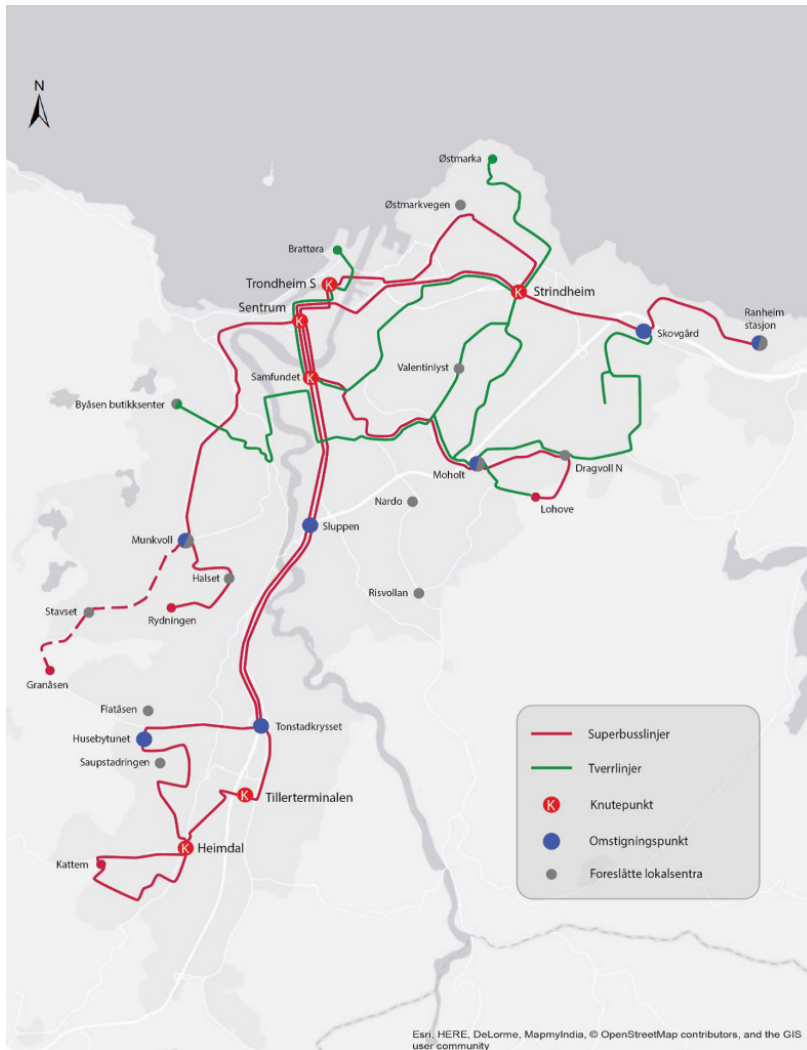 N
Østmarka
Østmarkvegen
Brattøra
Trondheim S
Strindheim
Sentrum
Ranheim
stasjon
Skovgård
Samfundet
Valentinlyst
Byåsen butikksenter
Moholt
Dragvoll N
Nardo
Lohove
Sluppen
Munkvoll
Halset
Risvollan
Stavset
Rydningen
Granåsen
Flatåsen
Tonstadkrysset
Husebytunet
Saupstadringen
K Tillerterminalen
K Heimdal
Kattem
K
K
K
K
Superbusslinjer
Tverrlinjer
K Knutepunkt
Omstigningspunkt
Foreslåtte lokalsentra
Esri, HERE, DeLorme, MapmyIndia, © OpenStreetMap contributors, and the GIS
user community